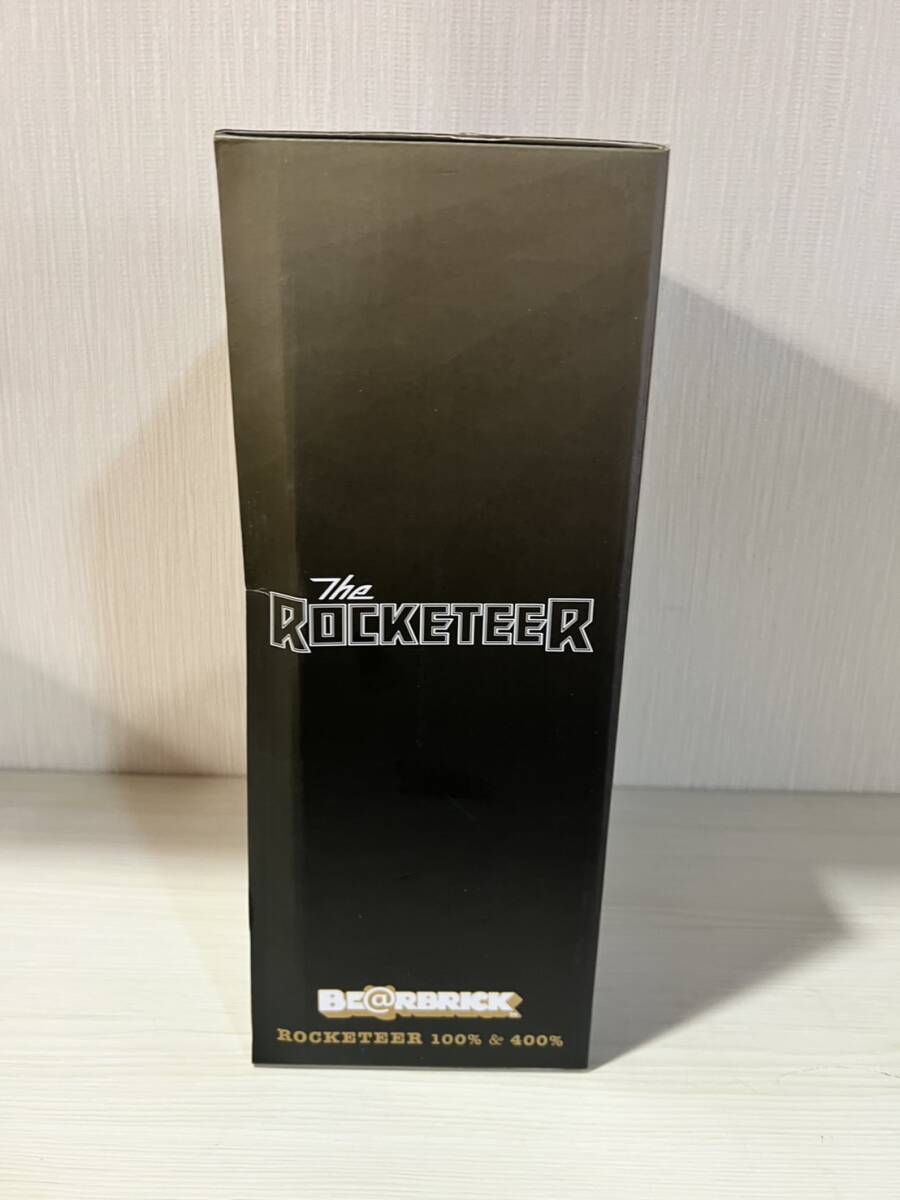 The
ROCKETEER
BE@RBRICK
ROCKETEER 100% & 400%